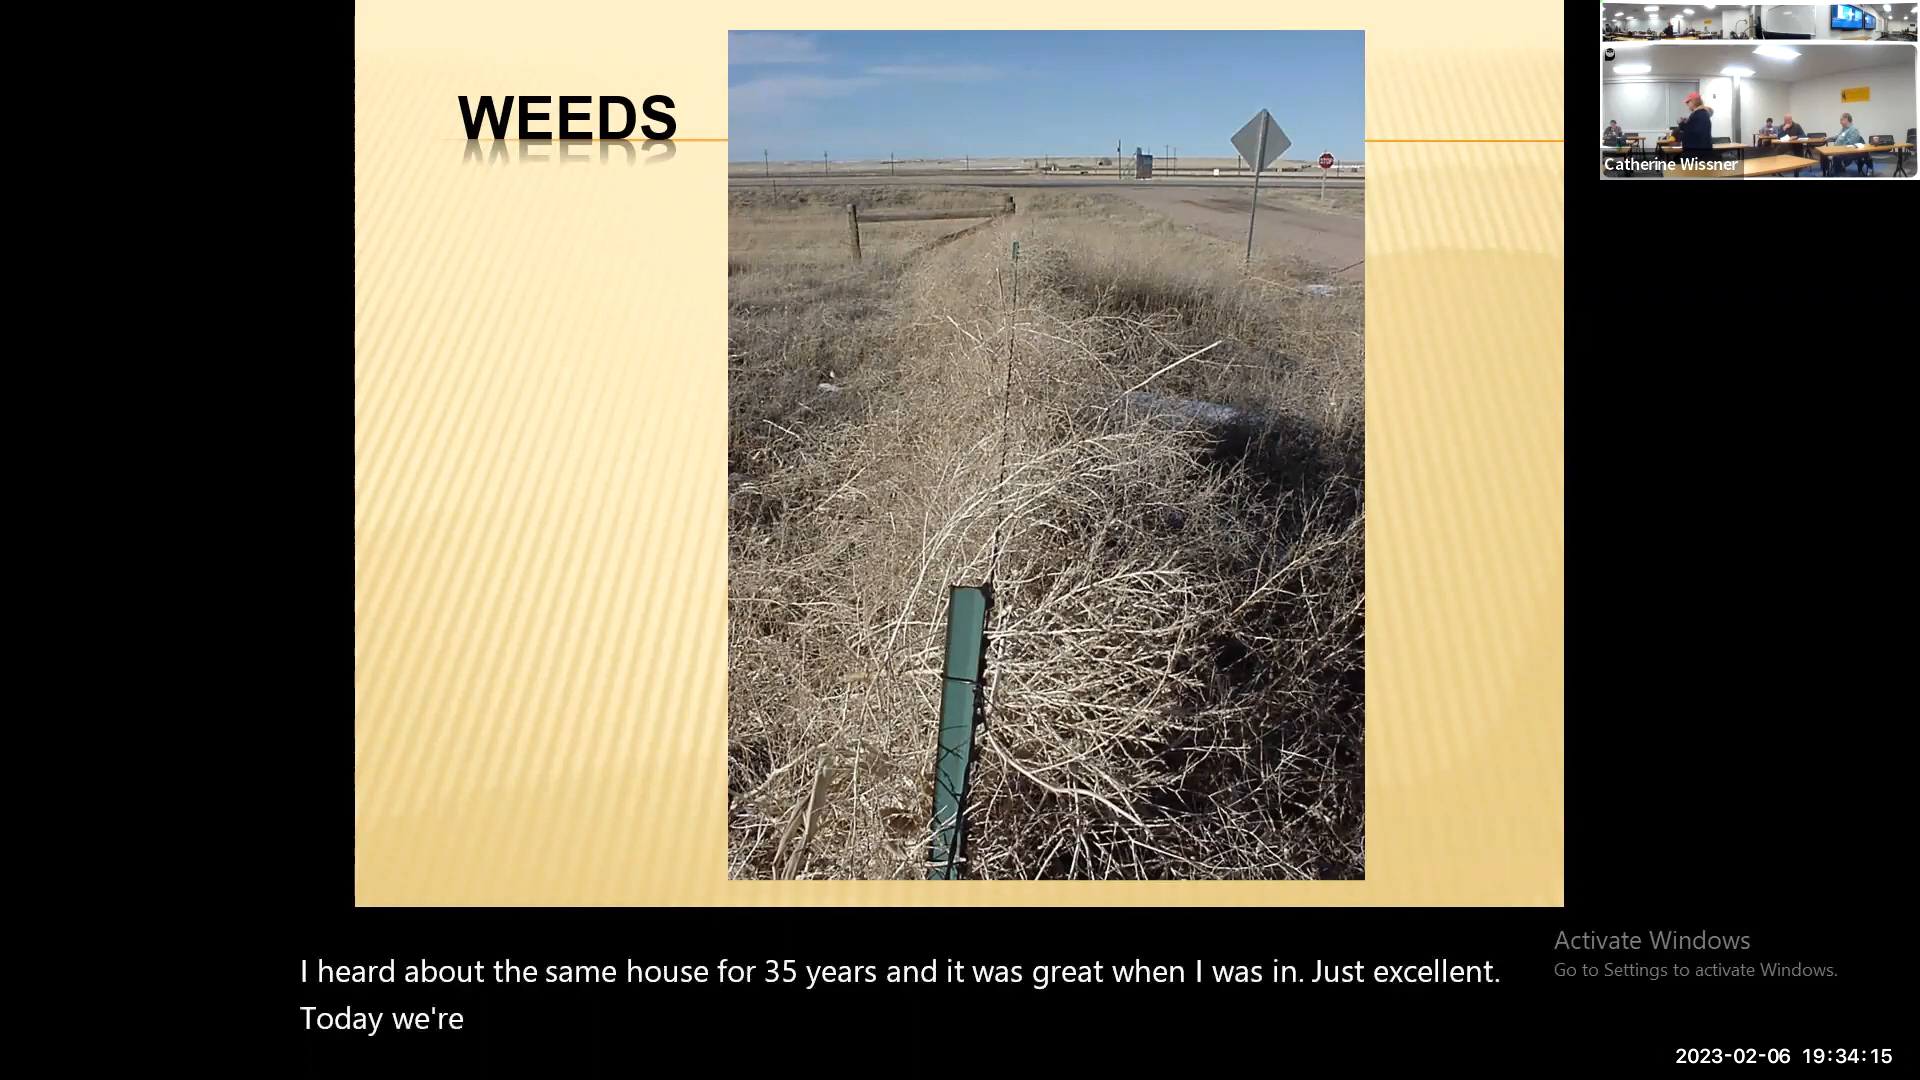 WEEDS
STOP
Catherine Wissner
I heard about the same house for 35 years and it was great when I was in. Just excellent.
Today we're
Activate Windows
Go to Settings to activate Windows.
2023-02-06 19:34:15